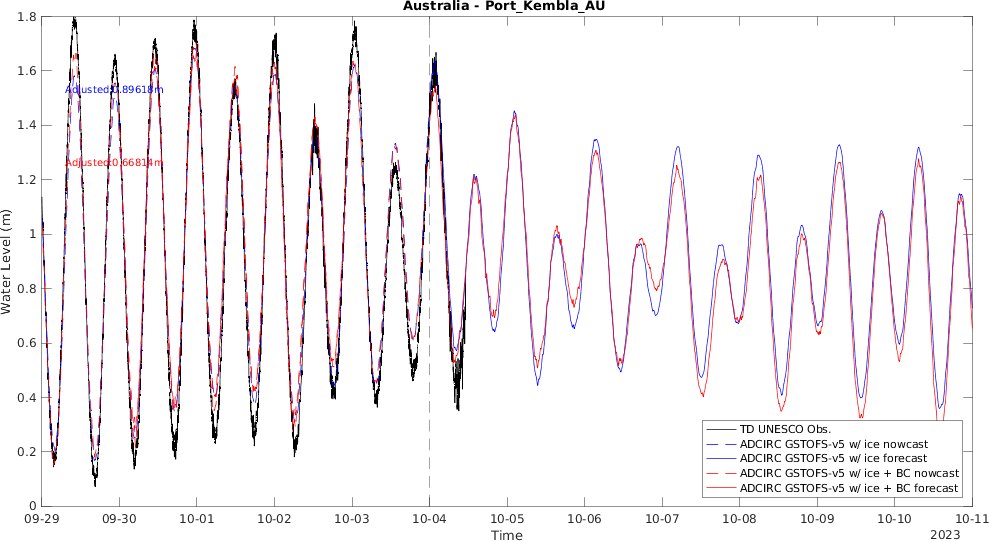 Australia - Port_Kembla_AU
1.8
1.6
1.4
1.2
1
0.8
0.6
0.4
0.2
0
Water Level (m)
Adjusted:0.89618m
Adjusted:0.66814m
TD UNESCO Obs.
ADCIRC GSTOFS-v5 w/ ice nowcast
ADCIRC GSTOFS-v5 w/ ice forecast
ADCIRC GSTOFS-v5 w/ ice + BC nowcast
ADCIRC GSTOFS-v5 w/ ice + BC forecast
09-29 09-30 10-01 10-02 10-03 10-04 10-05 10-06 10-07 10-08 10-09 10-10 10-11
Time
2023